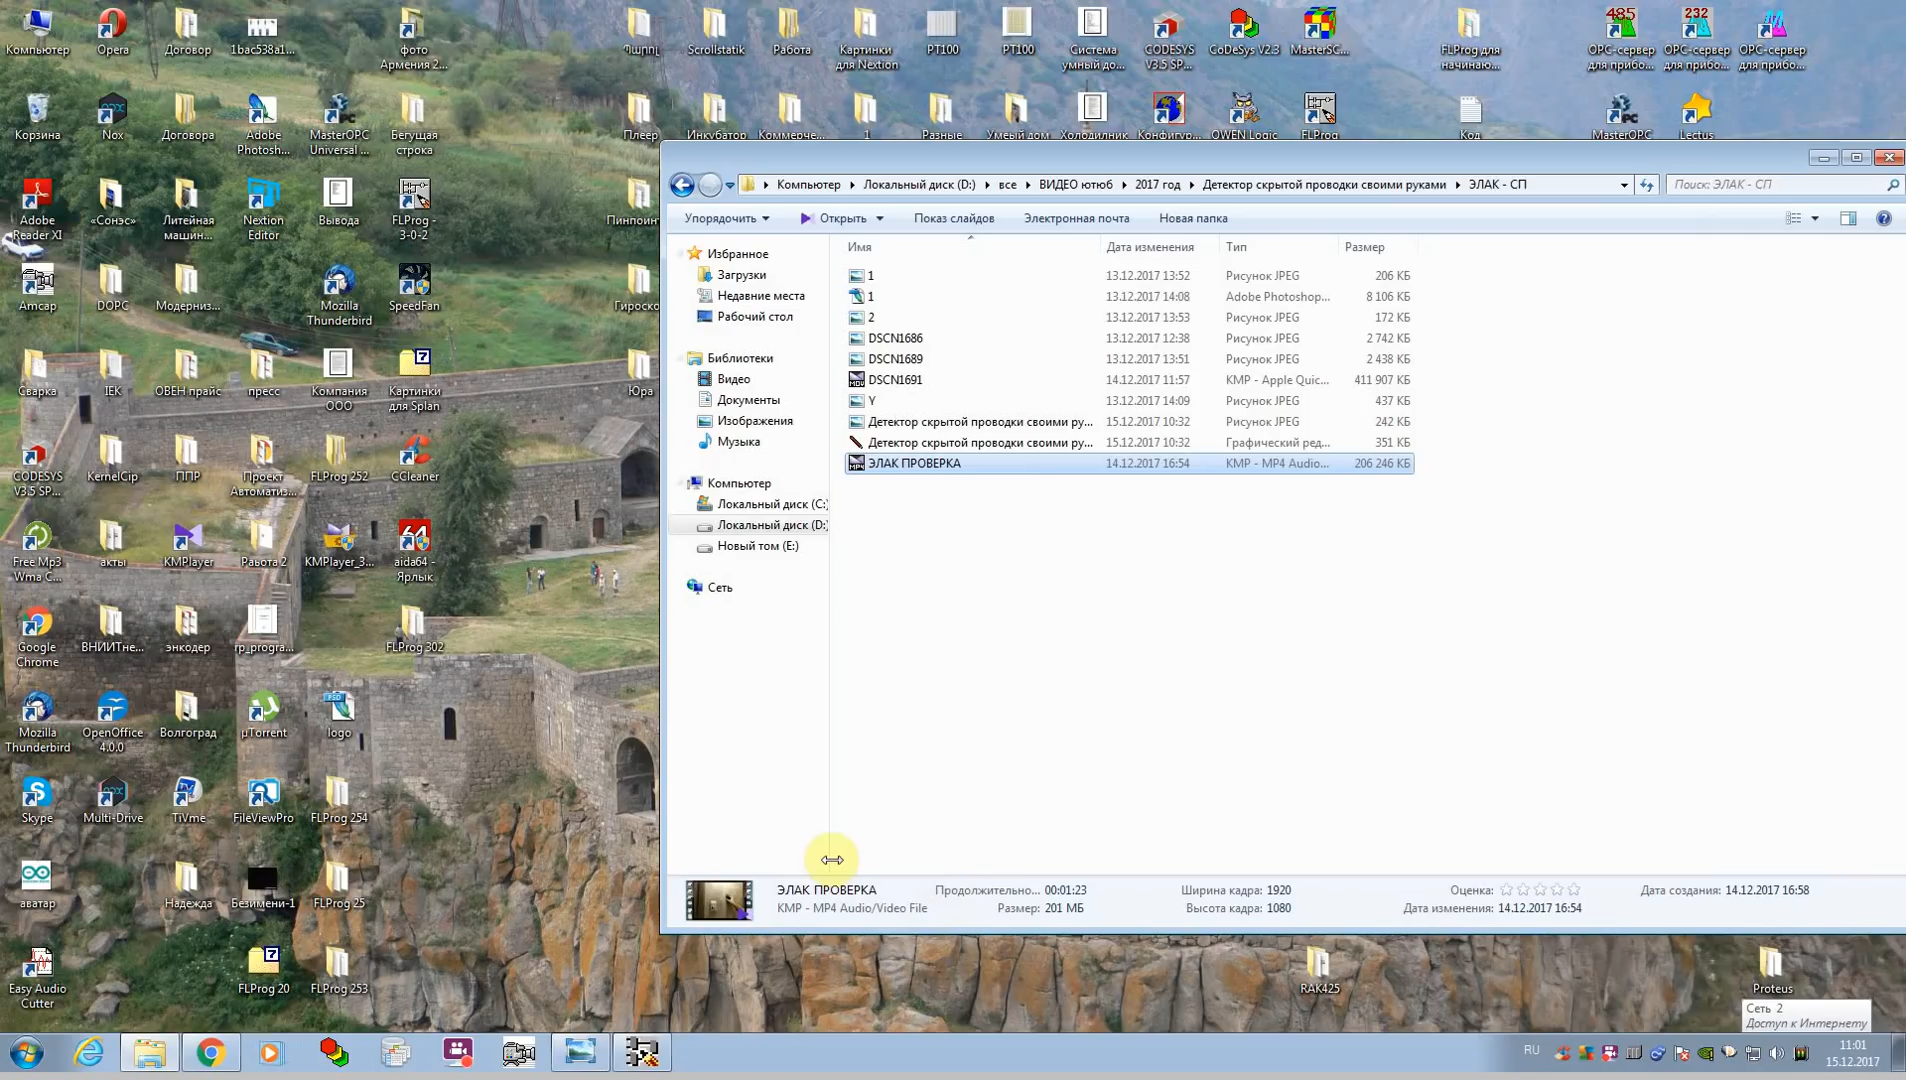 Компьютер
Opera
Договор
1bac538a1...
фото
Армения 2...
Scrollstatik
Работа
Картинки
для Nextion
PT100
PT100
Система
умный до...
CODESYS
V3.5 SP...
CoDeSys V2.3
MasterSC...
FLProg для
начинаю...
485
OPC-сервер
для прибо...
232
OPC-сервер
для прибо...
OPC-сервер
для прибо...
Корзина
Nox
Договора
Adobe
Photosh...
MasterOPC
Universal ...
Бегущая
строка
Плеер
Инкубатор
Коммерче...
1
Разные
Умеый дом
Холодилник
Конфигур...
OWEN Logic
FLProg
Код
MasterOPC
Lectus
Adobe
Reader XI
«Сонэс»
Литейная
машин...
Nextion
Editor
Вывода
FLProg -
3-0-2
Пинпоинт
Amcap
DOPC
Модерниз...
Mozilla
Thunderbird
SpeedFan
Гироско
Сварка
IEK
ОВЕН прайс
пресс
Компания
ООО
Картинки
для Splan
Юра
CODESYS
V3.5 SP...
KernelCip
ППР
Проект
Автоматиз...
FLProg 252
CCleaner
Free Mp3
Wma C...
акты
KMPlayer
Раьота 2
KMPlayer_3...
64
aida64 -
Ярлык
Google
Chrome
ВНИИТне...
энкодер
rp_progra...
FLProg 302
Mozilla
Thunderbird
OpenOffice
4.0.0
Волгоград
µTorrent
logo
Skype
Multi-Drive
TiVme
FileViewPro
FLProg 254
аватар
Надежда
Безимени-1
FLProg 25
Easy Audio
Cutter
FLProg 20
FLProg 253
RAK425
Proteus
Компьютер
Локальный диск (D:)
все
ВИДЕО ютюб
2017 год
Детектор скрытой проводки своими руками
ЭЛАК - СП
Поиск: ЭЛАК - СП
Упорядочить
Открыть
Показ слайдов
Электронная почта
Новая папка
Избранное
Загрузки
Недавние места
Рабочий стол
Библиотеки
Видео
Документы
Изображения
Музыка
Компьютер
Локальный диск (C:)
Локальный диск (D:)
Новый том (E:)
Сеть
Имя Дата изменения Тип Размер
1 13.12.2017 13:52 Рисунок JPEG 206 КБ
1 13.12.2017 14:08 Adobe Photoshop... 8 106 КБ
2 13.12.2017 13:53 Рисунок JPEG 172 КБ
DSCN1686 13.12.2017 12:38 Рисунок JPEG 2 742 КБ
DSCN1689 13.12.2017 13:51 Рисунок JPEG 2 438 КБ
DSCN1691 14.12.2017 11:57 KMP - Apple Quic... 411 907 КБ
Y 13.12.2017 14:09 Рисунок JPEG 437 КБ
Детектор скрытой проводки своими ру... 15.12.2017 10:32 Рисунок JPEG 242 КБ
Детектор скрытой проводки своими ру... 15.12.2017 10:32 Графический ред... 351 КБ
ЭЛАК ПРОВЕРКА 14.12.2017 16:54 KMP - MP4 Audio... 206 246 КБ
ЭЛАК ПРОВЕРКА Продолжительно... 00:01:23 Ширина кадра: 1920 Оценка: Дата создания: 14.12.2017 16:58
KMP - MP4 Audio/Video File Размер: 201 МБ Высота кадра: 1080 Дата изменения: 14.12.2017 16:54
Сеть 2
Доступ к Интернету
RU
11:01
15.12.2017